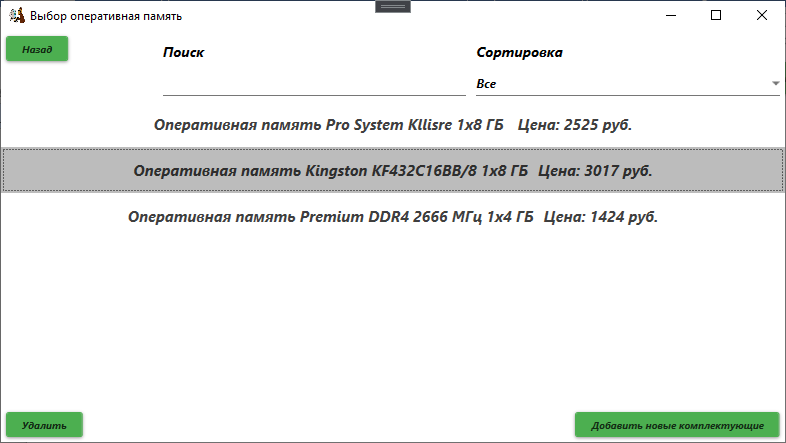 Выбор оперативная память
Назад
Поиск
Сортировка
Все
Оперативная память Pro System Kllisre 1x8 ГБ Цена: 2525 руб.
Оперативная память Kingston KF432C16BB/8 1x8 ГБ Цена: 3017 руб.
Оперативная память Premium DDR4 2666 МГц 1x4 ГБ Цена: 1424 руб.
Удалить
Добавить новые комплектующие